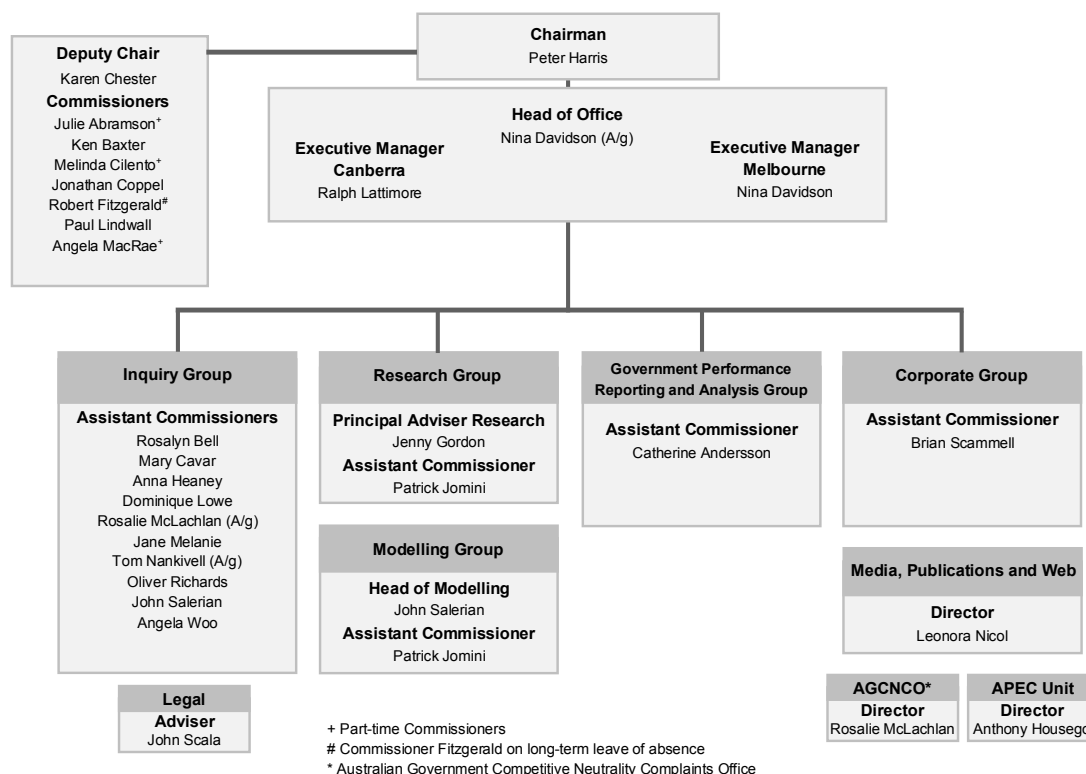 Chairman
Peter Harris
Deputy Chair
Karen Chester
Commissioners
Julie Abramson+
Ken Baxter
Melinda Cilento+
Jonathan Coppel
Robert Fitzgerald#
Paul Lindwall
Angela MacRae+
Head of Office
Nina Davidson (A/g)
Executive Manager
Canberra
Ralph Lattimore
Executive Manager
Melbourne
Nina Davidson
Inquiry Group
Assistant Commissioners
Rosalyn Bell
Mary Cavar
Anna Heaney
Dominique Lowe
Rosalie McLachlan (A/g)
Jane Melanie
Tom Nankivell (A/g)
Oliver Richards
John Salerian
Angela Woo
Legal
Adviser
John Scala
Research Group
Principal Adviser Research
Jenny Gordon
Assistant Commissioner
Patrick Jomini
Modelling Group
Head of Modelling
John Salerian
Assistant Commissioner
Patrick Jomini
Government Performance
Reporting and Analysis Group
Assistant Commissioner
Catherine Andersson
Corporate Group
Assistant Commissioner
Brian Scammell
Media, Publications and Web
Director
Leonora Nicol
AGCNCO*
Director
Rosalie McLachlan
APEC Unit
Director
Anthony Housego
+ Part-time Commissioners
# Commissioner Fitzgerald on long-term leave of absence
* Australian Government Competitive Neutrality Complaints Office